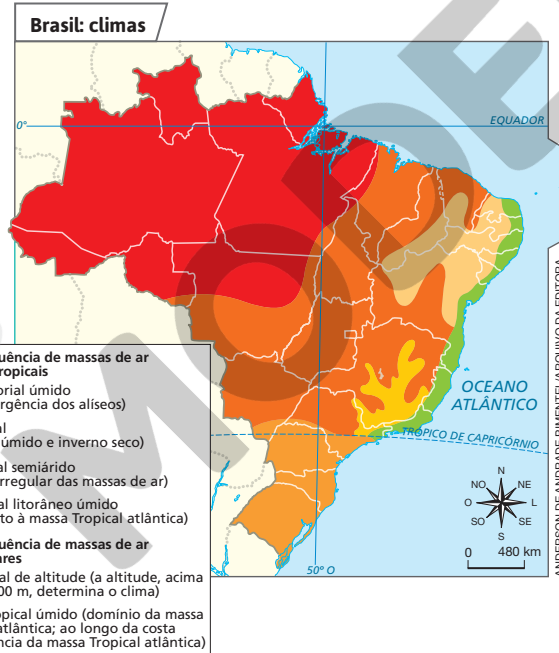 Brasil: climas
EQUADOR
0°
OCEANO
ATLÂNTICO
TRÓPICO DE CAPRICÓRNIO
50° O
N
NO
NE
O
L
SO
SE
S
0 480 km
uência de massas de ar
ropicais
orial úmido
rgência dos alíseos)
al
úmido e inverno seco)
al semiárido
rregular das massas de ar)
al litorâneo úmido
to à massa Tropical atlântica)
uência de massas de ar
ares
al de altitude (a altitude, acima
00 m, determina o clima)
opical úmido (domínio da massa
atlântica; ao longo da costa
ncia da massa Tropical atlântica)
ANDERSON DE ANDRADE PIMENTEL/ARQUIVO DA EDITORA